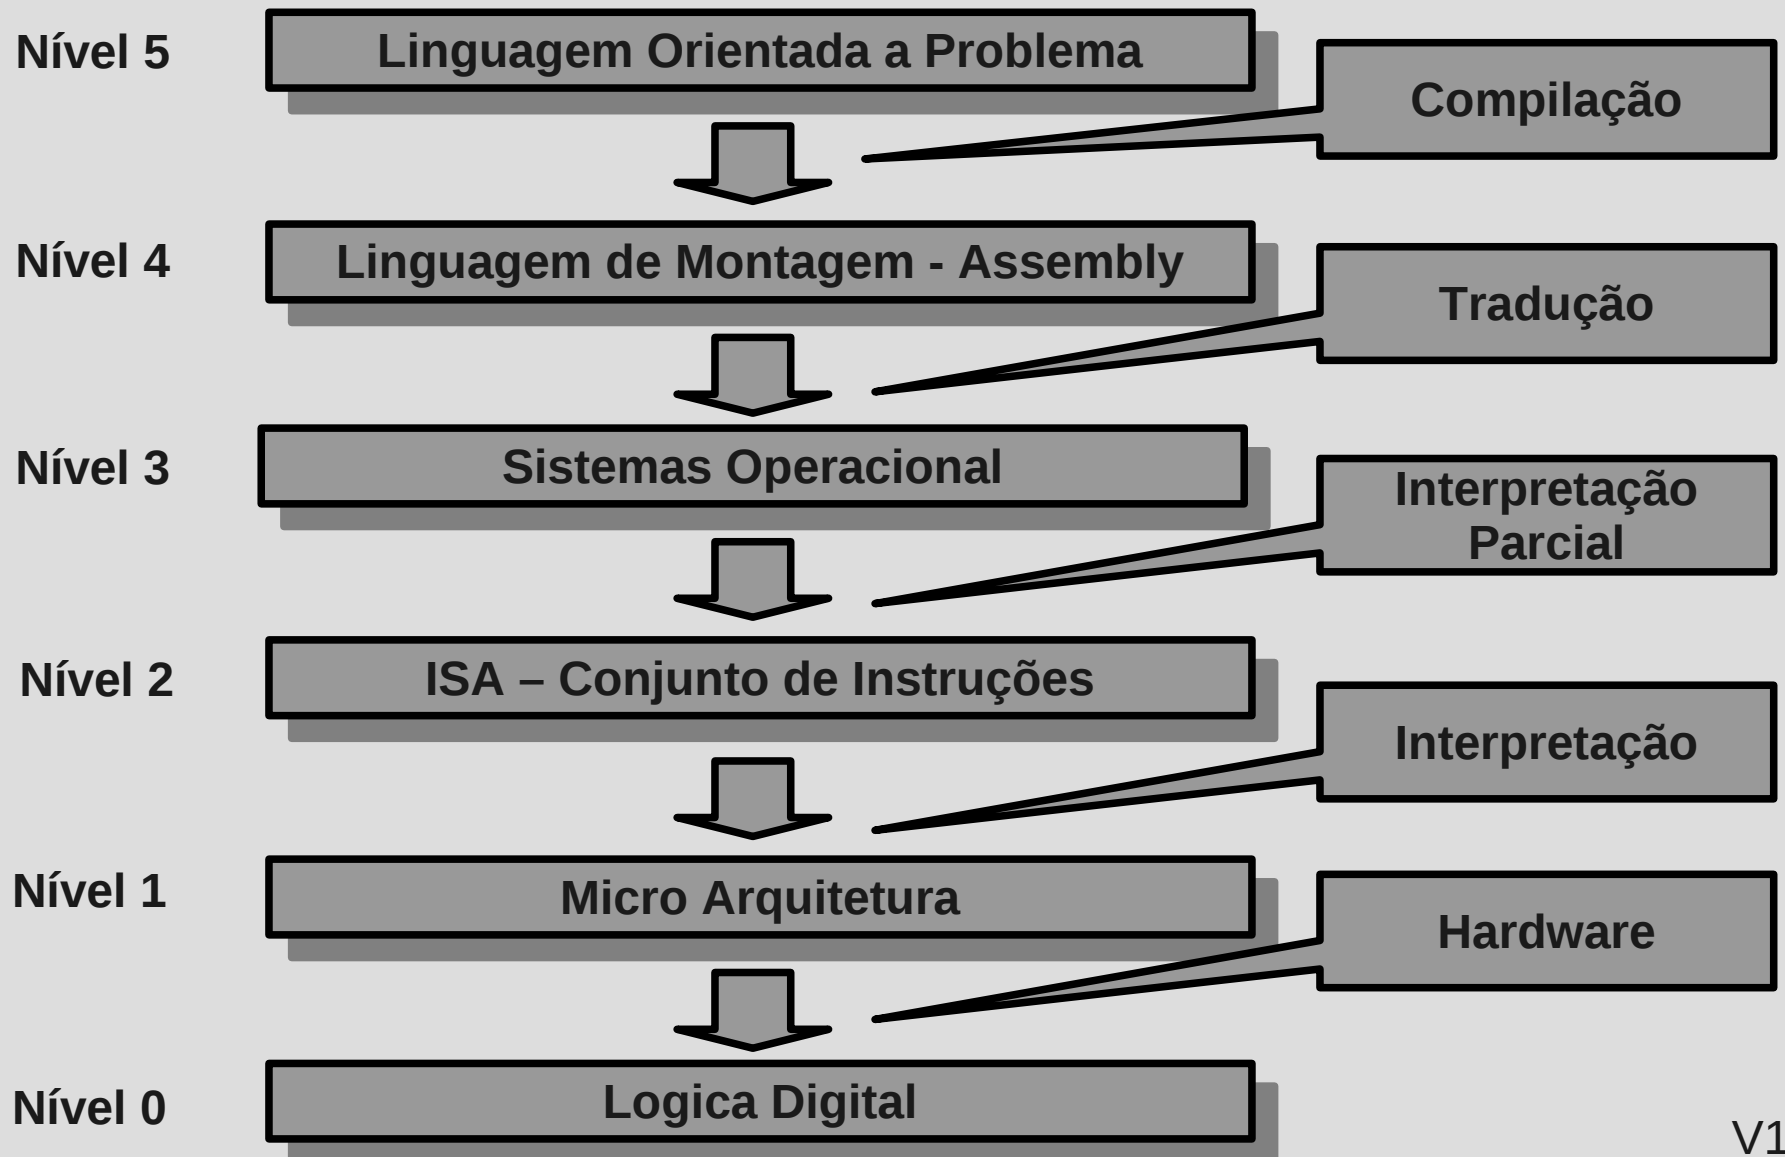 Nível 5
Linguagem Orientada a Problema
Compilação
Nível 4
Linguagem de Montagem - Assembly
Tradução
Nível 3
Sistemas Operacional
Interpretação
Parcial
Nível 2
ISA – Conjunto de Instruções
Interpretação
Nível 1
Micro Arquitetura
Hardware
Nível 0
Logica Digital
V1